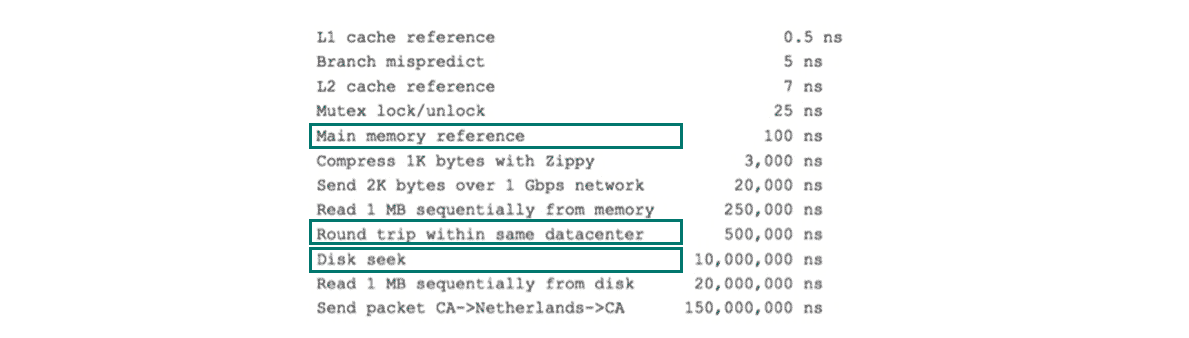 L1 cache reference 0.5 ns
Branch mispredict 5 ns
L2 cache reference 7 ns
Mutex lock/unlock 25 ns
Main memory reference 100 ns
Compress 1K bytes with Zippy 3,000 ns
Send 2K bytes over 1 Gbps network 20,000 ns
Read 1 MB sequentially from memory 250,000 ns
Round trip within same datacenter 500,000 ns
Disk seek 10,000,000 ns
Read 1 MB sequentially from disk 20,000,000 ns
Send packet CA->Netherlands->CA 150,000,000 ns